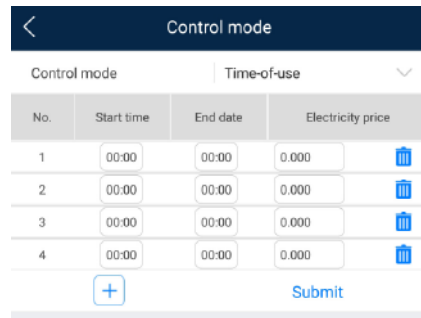 Control mode
Control mode Time-of-use
No. Start time End date Electricity price
1 00:00 00:00 0.000
2 00:00 00:00 0.000
3 00:00 00:00 0.000
4 00:00 00:00 0.000
Submit